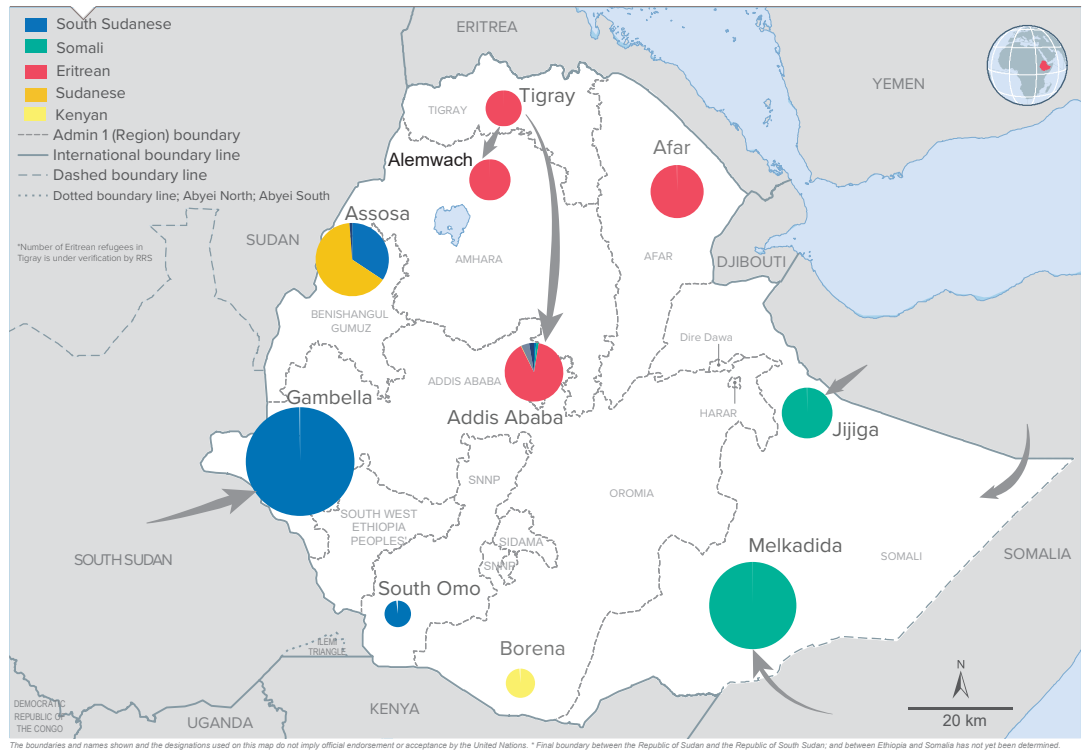 South Sudanese
Somali
Eritrean
Sudanese
Kenyan
Admin 1 (Region) boundary
International boundary line
Dashed boundary line
Dotted boundary line; Abyei North; Abyei South
*Number of Eritrean refugees in
Tigray is under verification by RRS
ERITREA
YEMEN
TIGRAY
Tigray
Alemwach
Afar
Assosa
SUDAN
AMHARA
AFAR
DJIBOUTI
BENISHANGUL
GUMUZ
Dire Dawa
ADDIS ABABA
Addis Ababa
HARAR
Jijiga
Gambella
SNNP
OROMIA
SOUTH WEST
ETHIOPIA
PEOPLES'
SIDAMA
SNNP
Melkadida
SOMALI
SOMALIA
SOUTH SUDAN
South Omo
ILEMI
TRIANGLE
Borena
N
20 km
DEMOCRATIC
REPUBLIC OF
THE CONGO
UGANDA
KENYA
The boundaries and names shown and the designations used on this map do not imply official endorsement or acceptance by the United Nations. * Final boundary between the Republic of Sudan and the Republic of South Sudan; and between Ethiopia and Somalia has not yet been determined.